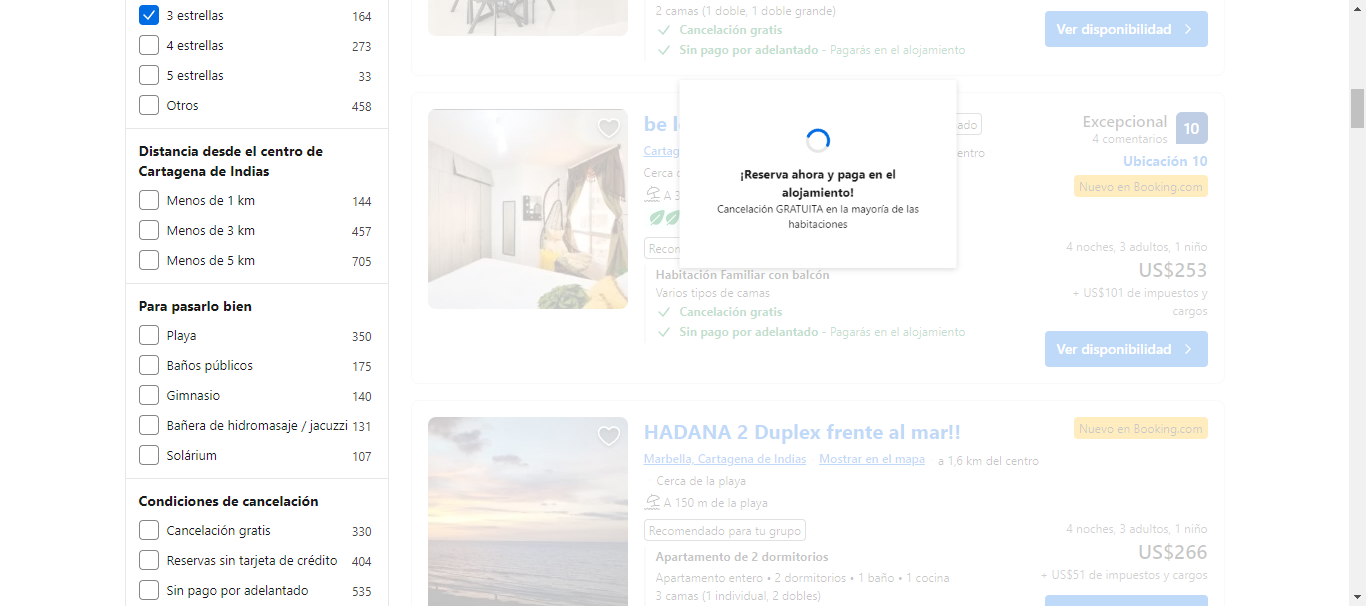 3 estrellas 164
4 estrellas 273
5 estrellas 33
Otros 458
Distancia desde el centro de
Cartagena de Indias
Menos de 1 km 144
Menos de 3 km 457
Menos de 5 km 705
Para pasarlo bien
Playa 350
Baños públicos 175
Gimnasio 140
Bañera de hidromasaje / jacuzzi 131
Solárium 107
Condiciones de cancelación
Cancelación gratis 330
Reservas sin tarjeta de crédito 404
Sin pago por adelantado 535
2 camas (1 doble, 1 doble grande)
Cancelación gratis
Sin pago por adelantado - Pagarás en el alojamiento
Ver disponibilidad
¡Reserva ahora y paga en el
alojamiento!
Cancelación GRATUITA en la mayoría de las
habitaciones
be
Cerca
A 3
Habitación Familiar con balcón
Varios tipos de camas
Cancelación gratis
Sin pago por adelantado - Pagarás en el alojamiento
Excepcional 10
4 comentarios
Ubicación 10
Nuevo en Booking.com
4 noches, 3 adultos, 1 niño
US$253
+ US$101 de impuestos y
cargos
Ver disponibilidad
HADANA 2 Duplex frente al mar!!
Marbella, Cartagena de Indias · Mostrar en el mapa · a 1,6 km del centro
Cerca de la playa
A 150 m de la playa
Recomendado para tu grupo
Apartamento de 2 dormitorios
Apartamento entero • 2 dormitorios • 1 baño • 1 cocina
3 camas (1 individual, 2 dobles)
Nuevo en Booking.com
4 noches, 3 adultos, 1 niño
US$266
+ US$51 de impuestos y cargos